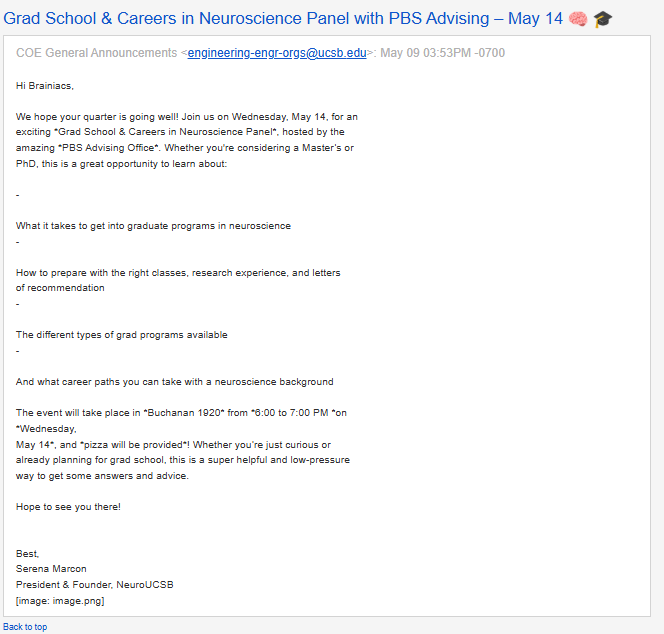 Grad School & Careers in Neuroscience Panel with PBS Advising – May 14 🧠 🎓
COE General Announcements <engineering-engr-orgs@ucsb.edu>: May 09 03:53PM -0700
Hi Brainiacs,
We hope your quarter is going well! Join us on Wednesday, May 14, for an
exciting *Grad School & Careers in Neuroscience Panel*, hosted by the
amazing *PBS Advising Office*. Whether you're considering a Master's or
PhD, this is a great opportunity to learn about:
-
What it takes to get into graduate programs in neuroscience
-
How to prepare with the right classes, research experience, and letters
of recommendation
-
The different types of grad programs available
-
And what career paths you can take with a neuroscience background
The event will take place in *Buchanan 1920* from *6:00 to 7:00 PM *on
*Wednesday,
May 14*, and *pizza will be provided*! Whether you're just curious or
already planning for grad school, this is a super helpful and low-pressure
way to get some answers and advice.
Hope to see you there!
Best,
Serena Marcon
President & Founder, NeuroUCSB
[image: image.png]
Back to top